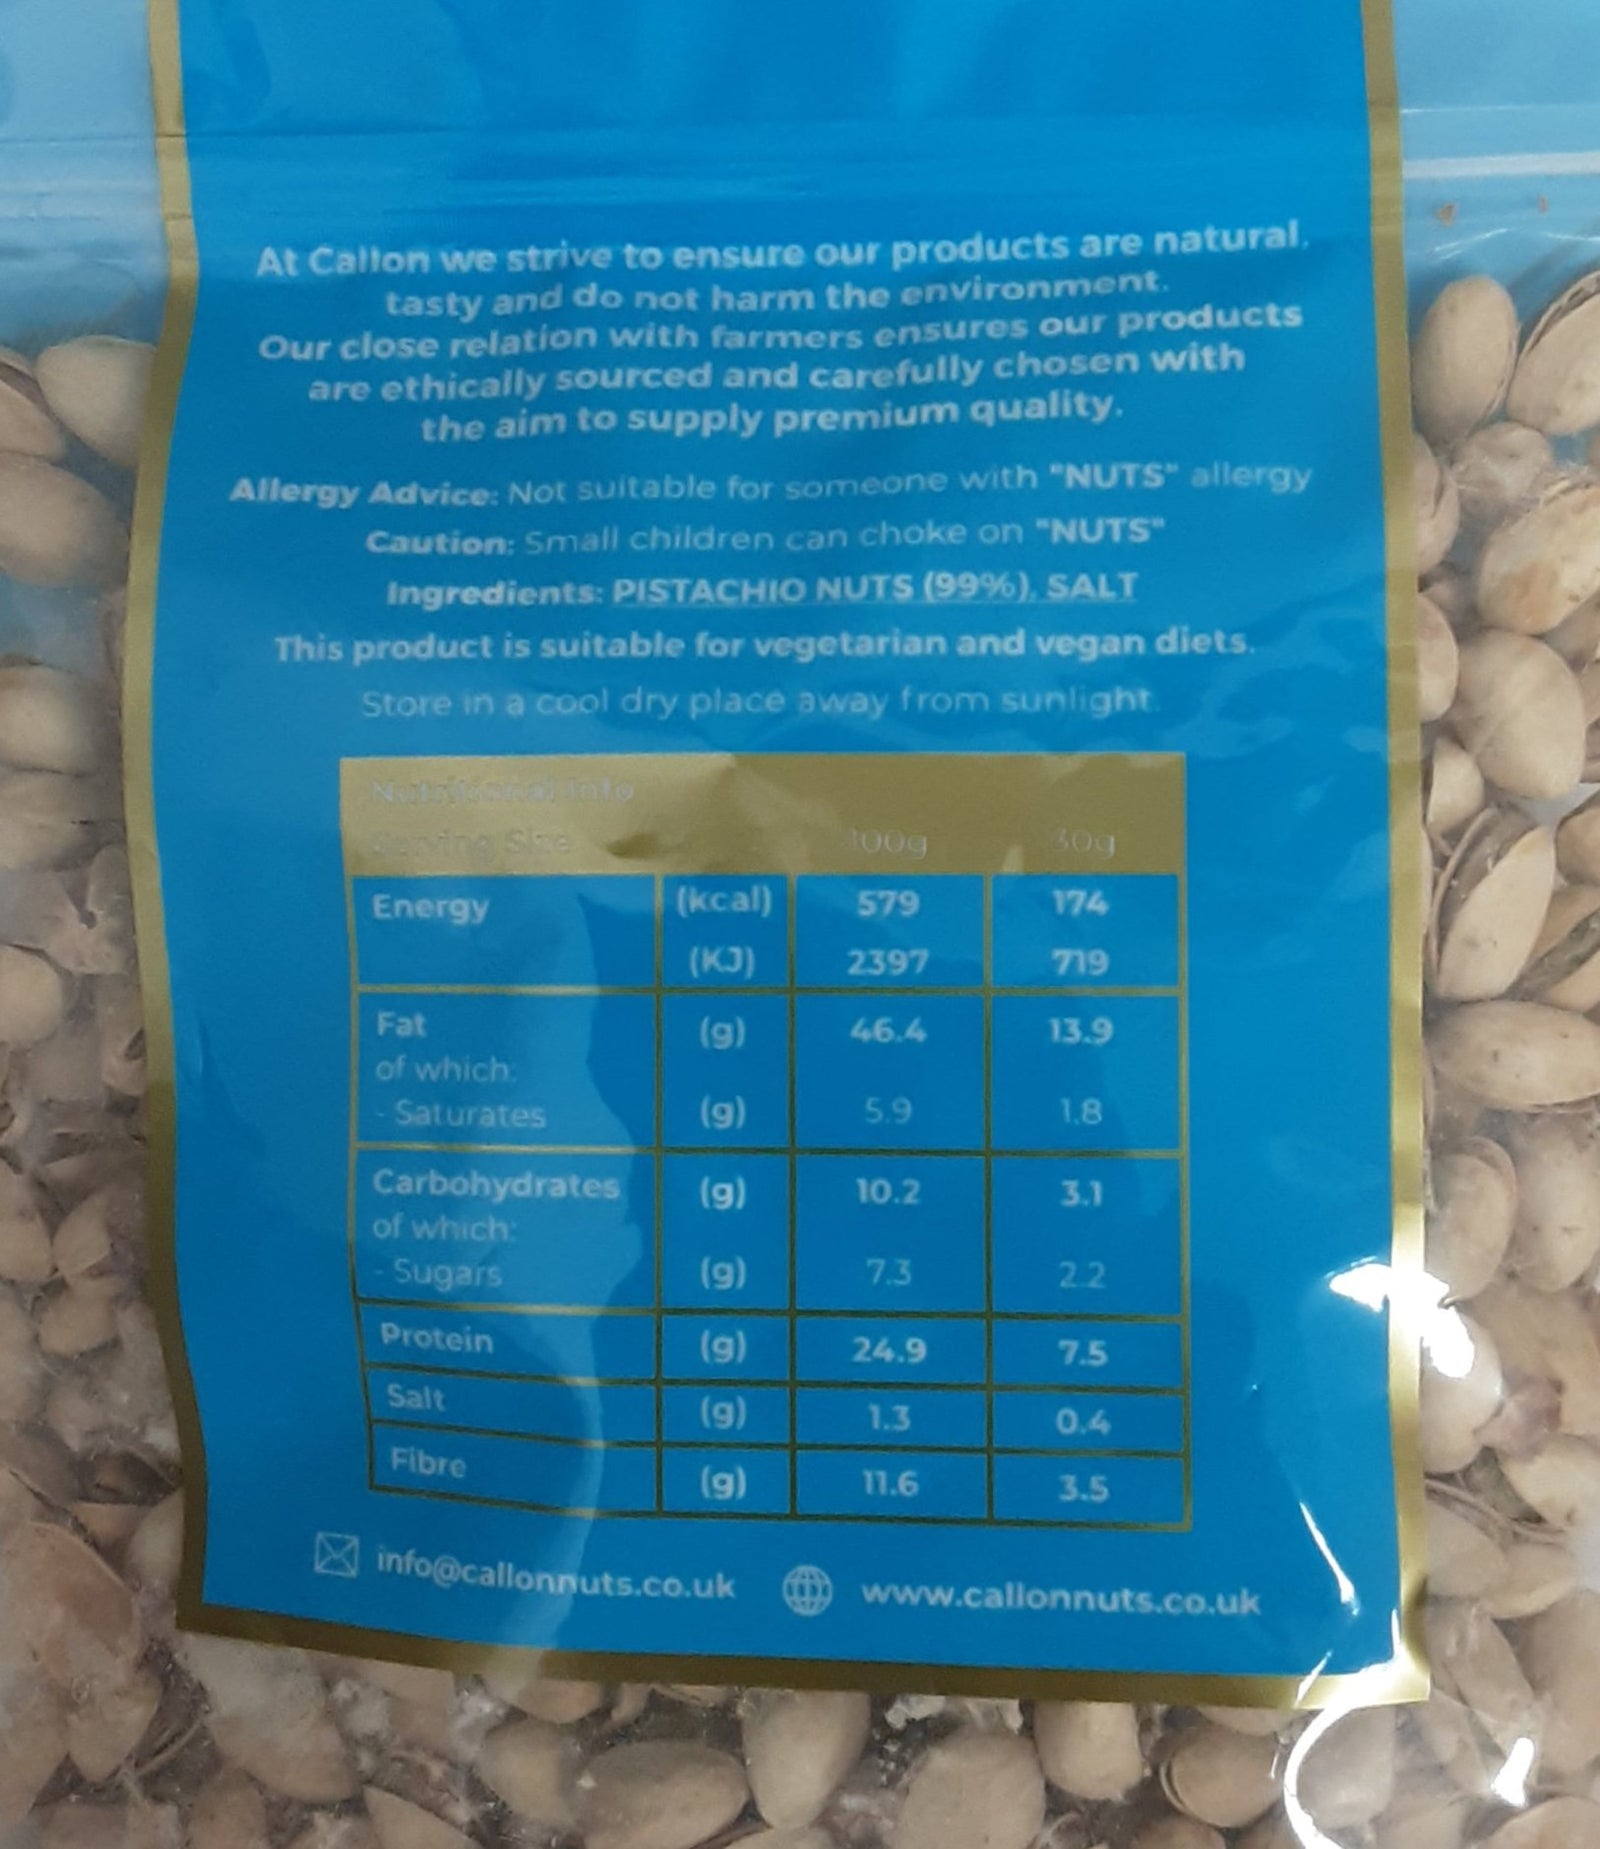 At Callon we strive to ensure our products are natural,
tasty and do not harm the environment.
Our close relation with farmers ensures our products
are ethically sourced and carefully chosen with
the aim to supply premium quality.
Allergy Advice: Not suitable for someone with "NUTS" allergy
Caution: Small children can choke on "NUTS"
Ingredients: PISTACHIO NUTS (99%), SALT
This product is suitable for vegetarian and vegan diets.
Store in a cool dry place away from sunlight.
Nutritional Info
Serving Size 100g 30g
Energy (kcal) 579 174
(KJ) 2397 719
Fat (g) 46.4 13.9
of which:
- Saturates (g) 5.9 1.8
Carbohydrates (g) 10.2 3.1
of which:
- Sugars (g) 7.3 2.2
Protein (g) 24.9 7.5
Salt (g) 1.3 0.4
Fibre (g) 11.6 3.5
info@callonnuts.co.uk www.callonnuts.co.uk